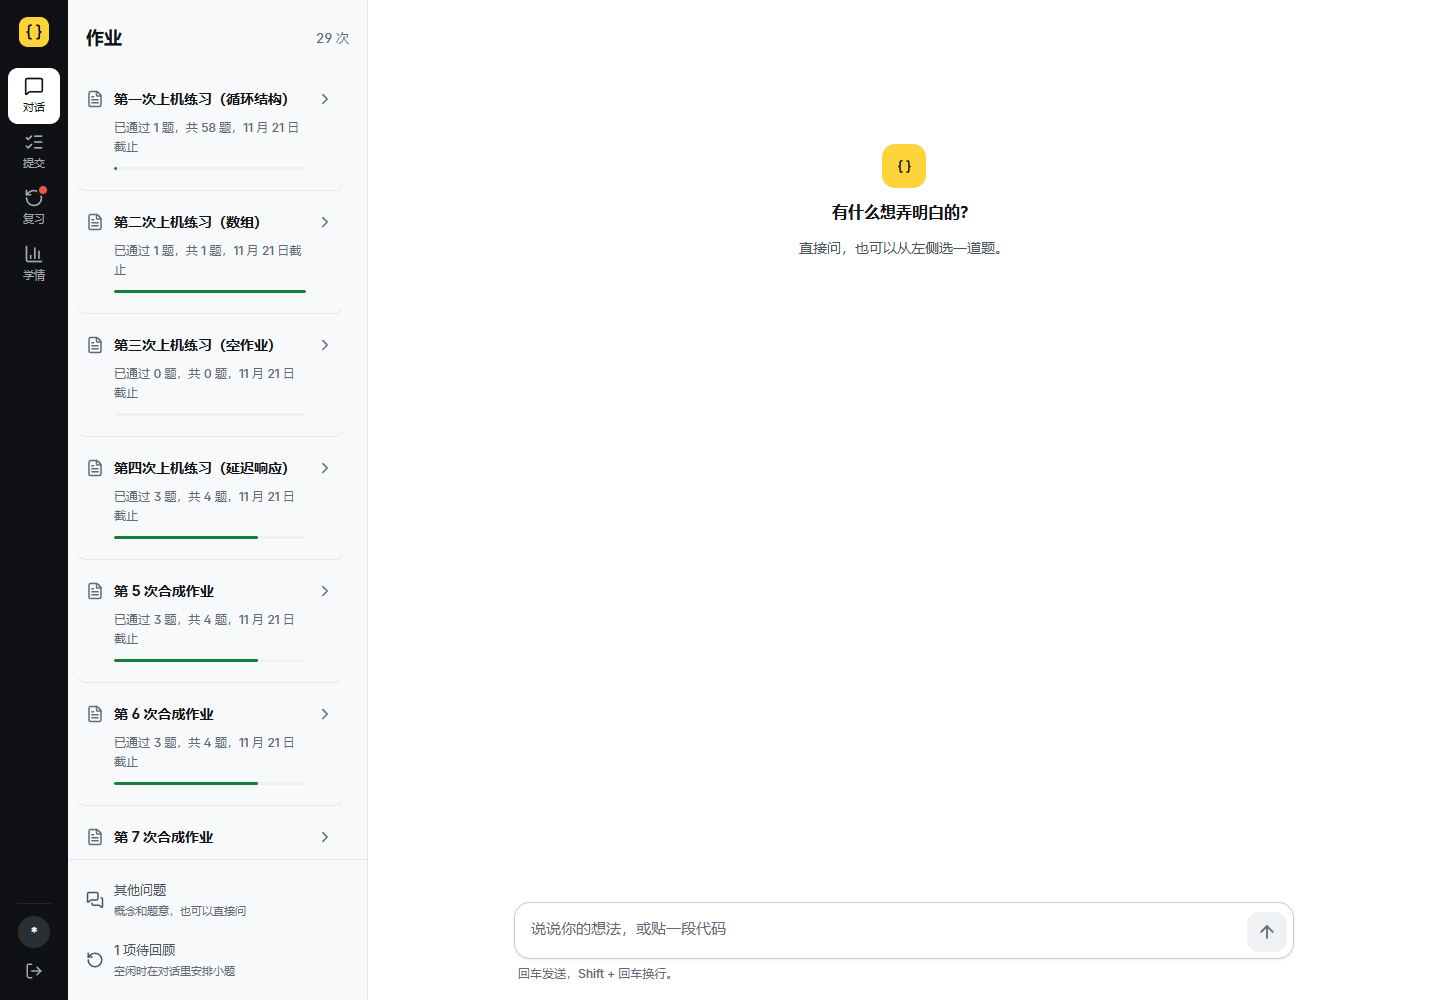 { }
对话
提交
复习
学情
*
作业
29 次
第一次上机练习（循环结构）
已通过 1 题，共 58 题，11 月 21 日
截止
第二次上机练习（数组）
已通过 1 题，共 1 题，11 月 21 日截
止
第三次上机练习（空作业）
已通过 0 题，共 0 题，11 月 21 日
截止
第四次上机练习（延迟响应）
已通过 3 题，共 4 题，11 月 21 日
截止
第 5 次合成作业
已通过 3 题，共 4 题，11 月 21 日
截止
第 6 次合成作业
已通过 3 题，共 4 题，11 月 21 日
截止
第 7 次合成作业
其他问题
概念和题意，也可以直接问
1 项待回顾
空闲时在对话里安排小题
{ }
有什么想弄明白的?
直接问，也可以从左侧选一道题。
说说你的想法，或贴一段代码
回车发送，Shift + 回车换行。